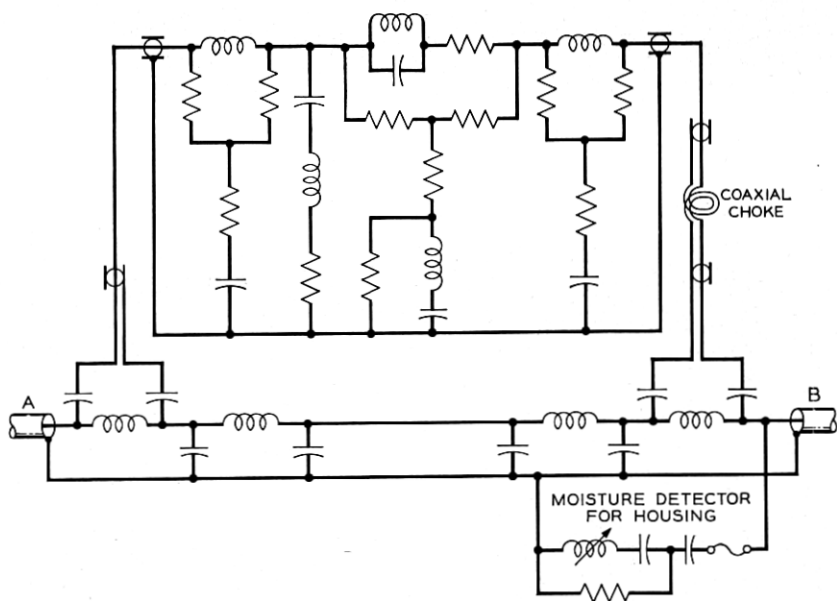 COAXIAL
CHOKE
A
B
MOISTURE DETECTOR
FOR HOUSING